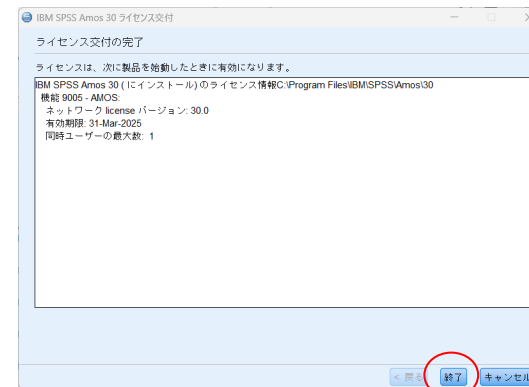 IBM SPSS Amos 30 ライセンス交付
ライセンス交付の完了
ライセンスは、次に製品を始動したときに有効になります。
IBM SPSS Amos 30 ( にインストール) のライセンス情報C:\Program Files\IBM\SPSS\Amos\30
機能 9005 - AMOS:
ネットワーク license バージョン: 30.0
有効期限: 31-Mar-2025
同時ユーザーの最大数: 1
< 戻る 終了 キャンセル